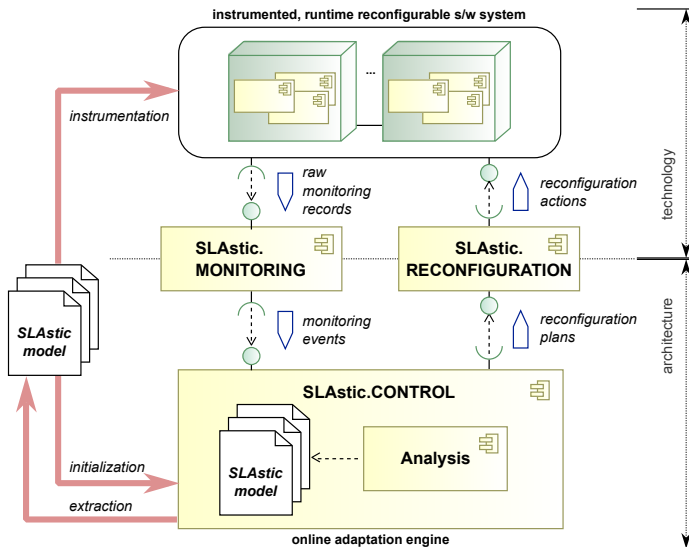 instrumented, runtime reconfigurable s/w system
...
instrumentation
raw
monitoring
records
reconfiguration
actions
technology
SLAstic.
MONITORING
SLAstic.
RECONFIGURATION
SLAstic
model
monitoring
events
reconfiguration
plans
architecture
SLAstic.CONTROL
SLAstic
model
Analysis
initialization
extraction
online adaptation engine